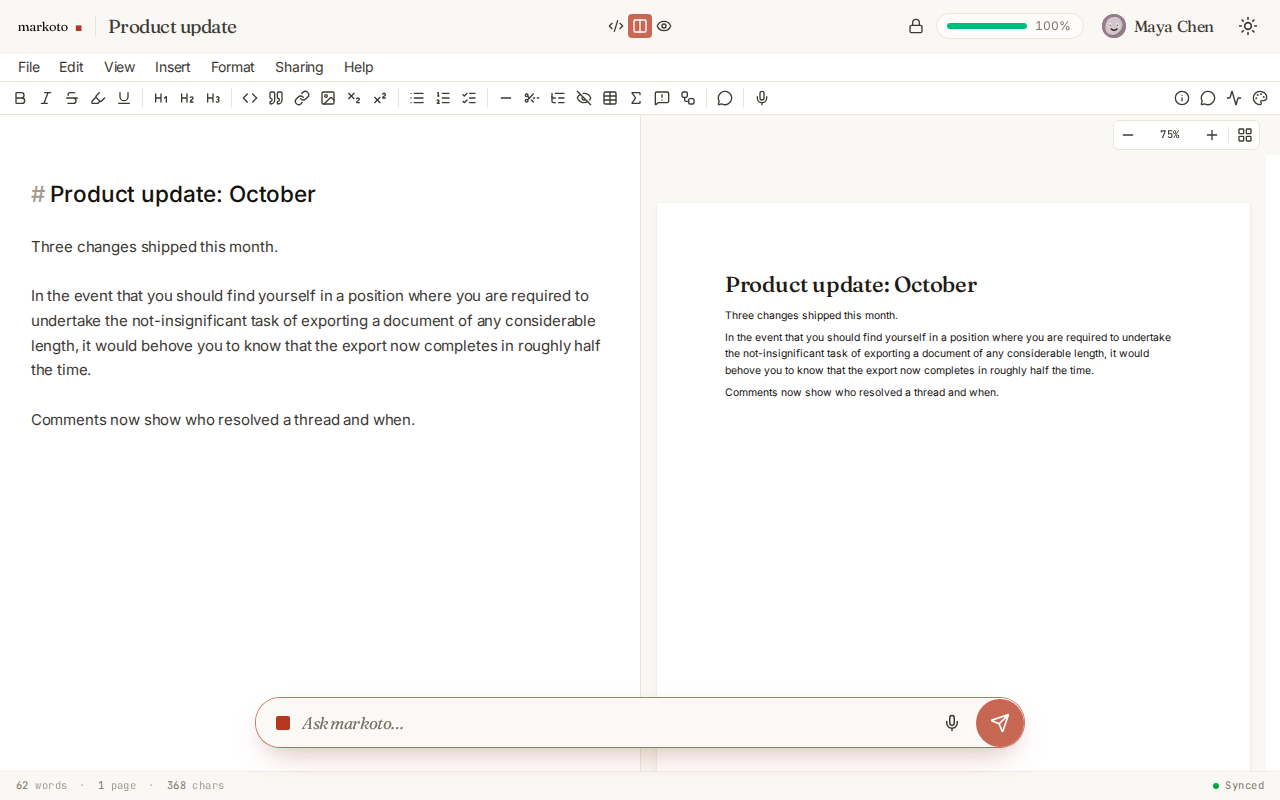 markoto
Product update
100%
Maya Chen
File Edit View Insert Format Sharing Help
H1 H2 H3
75%
# Product update: October
Three changes shipped this month.
In the event that you should find yourself in a position where you are required to
undertake the not-insignificant task of exporting a document of any considerable
length, it would behove you to know that the export now completes in roughly half
the time.
Comments now show who resolved a thread and when.
Product update: October
Three changes shipped this month.
In the event that you should find yourself in a position where you are required to undertake
the not-insignificant task of exporting a document of any considerable length, it would
behove you to know that the export now completes in roughly half the time.
Comments now show who resolved a thread and when.
Ask markoto...
62 words · 1 page · 368 chars
Synced